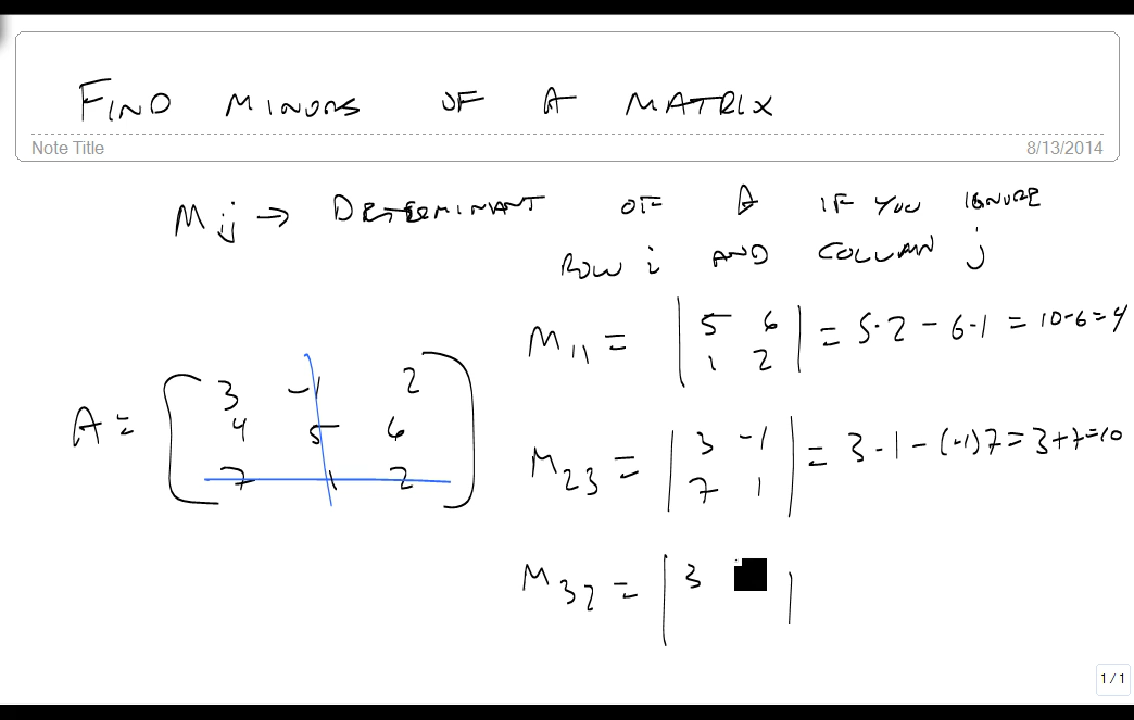 FIND MINORS OF A MATRIX
Note Title 8/13/2014
Mij → DETERMINANT OF A IF YOU IGNORE
ROW i AND COLUMN j
M11 = | 5 6 | = 5·2 - 6·1 = 10-6=4
| 1 2 |
A = [ 3 -1 2
4 5 6
7 1 2 ]
M23 = | 3 -1 | = 3·1 - (-1)7 = 3+7=10
| 7 1 |
M32 = | 3 |
1/1